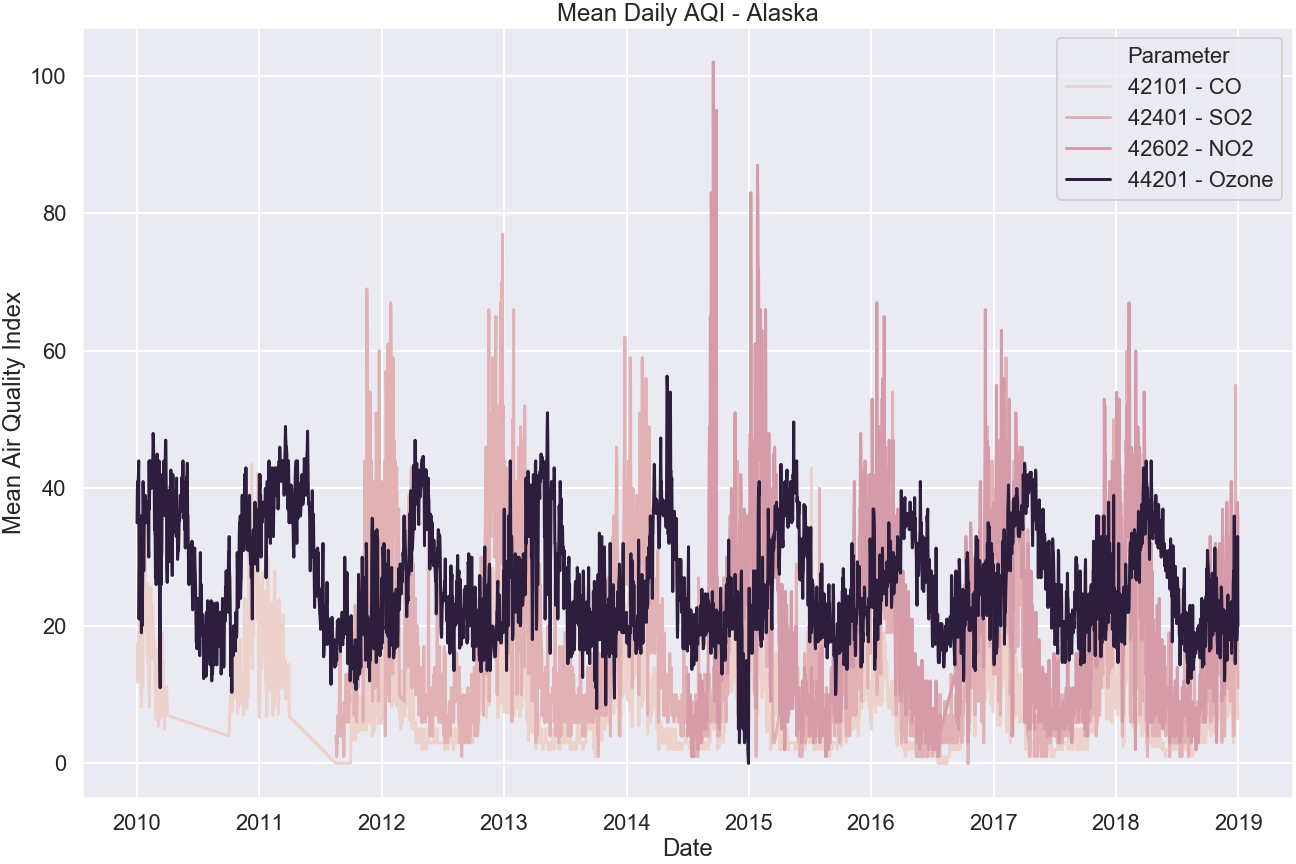 Mean Daily AQI - Alaska
Parameter
42101 - CO
42401 - SO2
42602 - NO2
44201 - Ozone
Mean Air Quality Index
100
80
60
40
20
0
2010 2011 2012 2013 2014 2015 2016 2017 2018 2019
Date